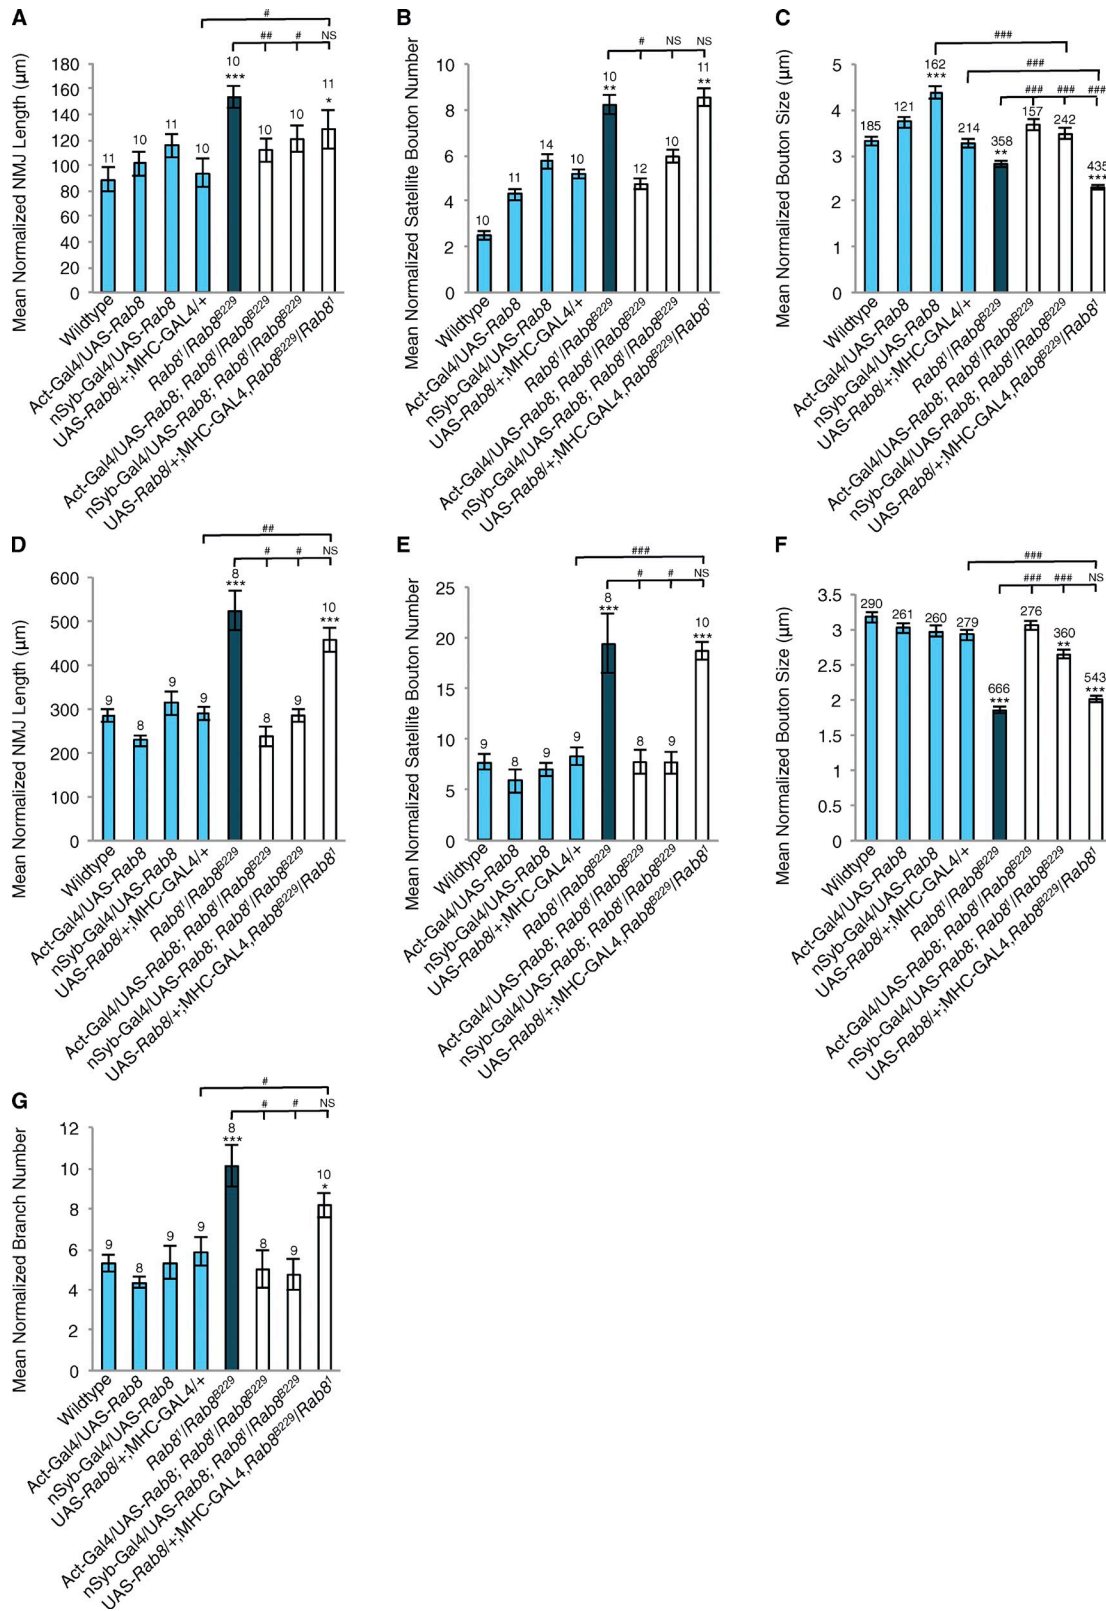 A
#
## # NS
Mean Normalized NMJ Length (µm)
180
160
140
120
100
80
60
40
20
0
11
10
11
10
10
***
10
10
11
*
Wildtype
Act-Gal4/UAS-Rab8
nSyb-Gal4/UAS-Rab8
UAS-Rab8/+;MHC-GAL4/+
Rab8¹/Rab8ᴮ²²⁹
Act-Gal4/UAS-Rab8; Rab8¹/Rab8ᴮ²²⁹
nSyb-Gal4/UAS-Rab8; Rab8¹/Rab8ᴮ²²⁹
UAS-Rab8/+;MHC-GAL4,Rab8ᴮ²²⁹/Rab8¹
B
# NS NS
Mean Normalized Satellite Bouton Number
10
8
6
4
2
0
10
11
14
10
10
**
12
10
11
**
Wildtype
Act-Gal4/UAS-Rab8
nSyb-Gal4/UAS-Rab8
UAS-Rab8/+;MHC-GAL4/+
Rab8¹/Rab8ᴮ²²⁹
Act-Gal4/UAS-Rab8; Rab8¹/Rab8ᴮ²²⁹
nSyb-Gal4/UAS-Rab8; Rab8¹/Rab8ᴮ²²⁹
UAS-Rab8/+;MHC-GAL4,Rab8ᴮ²²⁹/Rab8¹
C
###
###
### ### ###
Mean Normalized Bouton Size (µm)
5
4
3
2
1
0
185
121
162
***
214
358
**
157
242
435
***
Wildtype
Act-Gal4/UAS-Rab8
nSyb-Gal4/UAS-Rab8
UAS-Rab8/+;MHC-GAL4/+
Rab8¹/Rab8ᴮ²²⁹
Act-Gal4/UAS-Rab8; Rab8¹/Rab8ᴮ²²⁹
nSyb-Gal4/UAS-Rab8; Rab8¹/Rab8ᴮ²²⁹
UAS-Rab8/+;MHC-GAL4,Rab8ᴮ²²⁹/Rab8¹
D
##
# # NS
Mean Normalized NMJ Length (µm)
600
500
400
300
200
100
0
9
8
9
9
8
***
8
9
10
***
Wildtype
Act-Gal4/UAS-Rab8
nSyb-Gal4/UAS-Rab8
UAS-Rab8/+;MHC-GAL4/+
Rab8¹/Rab8ᴮ²²⁹
Act-Gal4/UAS-Rab8; Rab8¹/Rab8ᴮ²²⁹
nSyb-Gal4/UAS-Rab8; Rab8¹/Rab8ᴮ²²⁹
UAS-Rab8/+;MHC-GAL4,Rab8ᴮ²²⁹/Rab8¹
E
###
# # NS
Mean Normalized Satellite Bouton Number
25
20
15
10
5
0
9
8
9
9
8
***
8
9
10
***
Wildtype
Act-Gal4/UAS-Rab8
nSyb-Gal4/UAS-Rab8
UAS-Rab8/+;MHC-GAL4/+
Rab8¹/Rab8ᴮ²²⁹
Act-Gal4/UAS-Rab8; Rab8¹/Rab8ᴮ²²⁹
nSyb-Gal4/UAS-Rab8; Rab8¹/Rab8ᴮ²²⁹
UAS-Rab8/+;MHC-GAL4,Rab8ᴮ²²⁹/Rab8¹
F
###
### ### NS
Mean Normalized Bouton Size (µm)
3.5
3
2.5
2
1.5
1
0.5
0
290
261
260
279
666
***
276
360
**
543
***
Wildtype
Act-Gal4/UAS-Rab8
nSyb-Gal4/UAS-Rab8
UAS-Rab8/+;MHC-GAL4/+
Rab8¹/Rab8ᴮ²²⁹
Act-Gal4/UAS-Rab8; Rab8¹/Rab8ᴮ²²⁹
nSyb-Gal4/UAS-Rab8; Rab8¹/Rab8ᴮ²²⁹
UAS-Rab8/+;MHC-GAL4,Rab8ᴮ²²⁹/Rab8¹
G
#
# # NS
Mean Normalized Branch Number
12
10
8
6
4
2
0
9
8
9
9
8
***
8
9
10
*
Wildtype
Act-Gal4/UAS-Rab8
nSyb-Gal4/UAS-Rab8
UAS-Rab8/+;MHC-GAL4/+
Rab8¹/Rab8ᴮ²²⁹
Act-Gal4/UAS-Rab8; Rab8¹/Rab8ᴮ²²⁹
nSyb-Gal4/UAS-Rab8; Rab8¹/Rab8ᴮ²²⁹
UAS-Rab8/+;MHC-GAL4,Rab8ᴮ²²⁹/Rab8¹